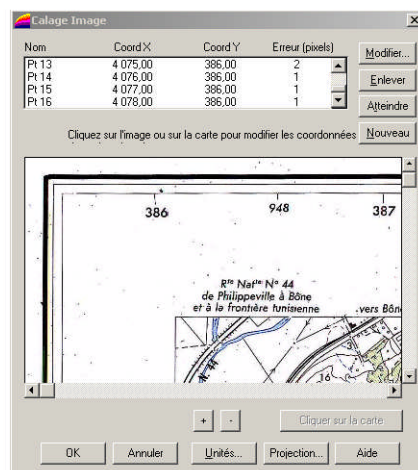 Calage Image
Nom Coord X Coord Y Erreur (pixels)
Pt 13 4 075,00 386,00 2
Pt 14 4 076,00 386,00 1
Pt 15 4 077,00 386,00 1
Pt 16 4 078,00 386,00 1
Modifier...
Enlever
Atteindre
Nouveau
Cliquez sur l'image ou sur la carte pour modifier les coordonnées
386 948 387
Rte Natle No 44
de Philippeville à Bône
et à la frontière tunisienne
vers Bôn
N. 44
16
+ -
Cliquer sur la carte
OK Annuler Unités... Projection... Aide